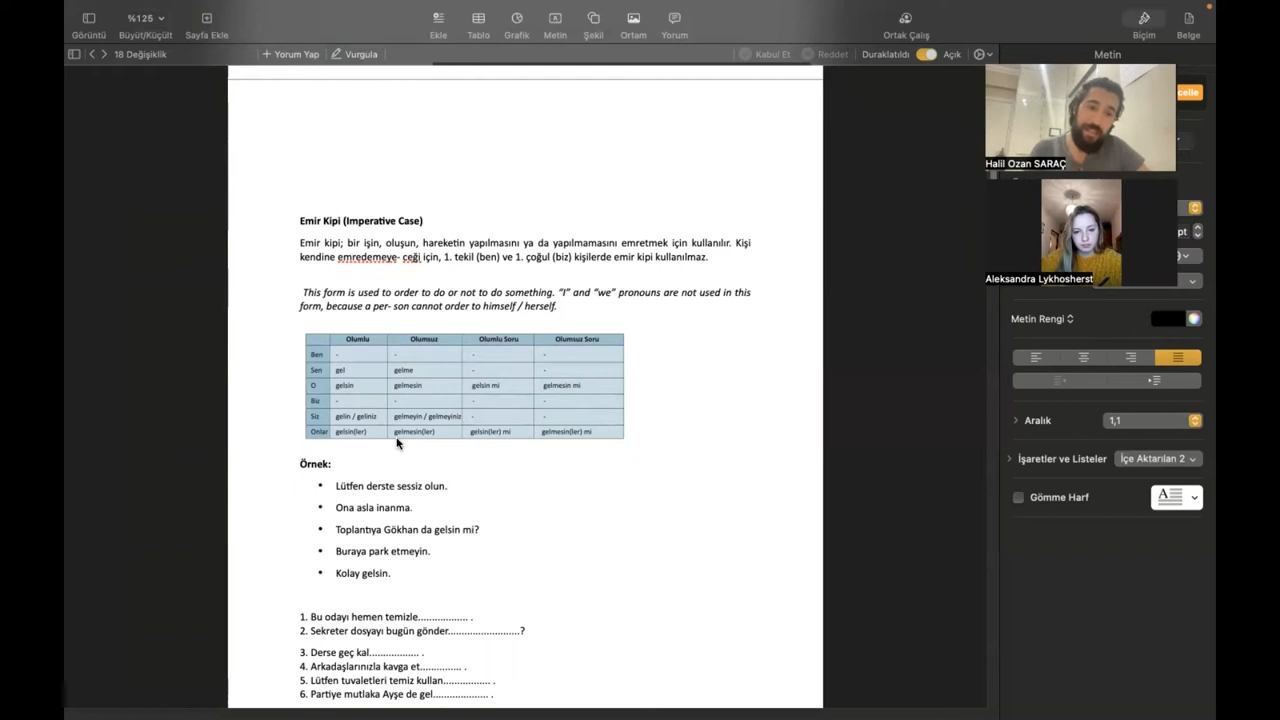 %125
Görüntü Büyüt/Küçült Sayfa Ekle Ekle Tablo Grafik Metin Şekil Ortam Yorum Ortak Çalış Biçim Belge
18 Değişiklik + Yorum Yap Vurgula Kabul Et Reddet Duraklatıldı Açık Metin
celle
Halil Ozan SARAÇ
Emir Kipi (Imperative Case)
pt
Emir kipi; bir işin, oluşun, hareketin yapılmasını ya da yapılmamasını emretmek için kullanılır. Kişi
kendine emredemeye- ceği için, 1. tekil (ben) ve 1. çoğul (biz) kişilerde emir kipi kullanılmaz.
Aleksandra Lykhosherst
This form is used to order to do or not to do something. “I” and “we” pronouns are not used in this
form, because a per- son cannot order to himself / herself.
Metin Rengi
Olumlu Olumsuz Olumlu Soru Olumsuz Soru
Ben - - - -
Sen gel gelme - -
O gelsin gelmesin gelsin mi gelmesin mi
Biz - - - -
Siz gelin / geliniz gelmeyin / gelmeyiniz - -
Onlar gelsin(ler) gelmesin(ler) gelsin(ler) mi gelmesin(ler) mi
Aralık 1,1
İşaretler ve Listeler İçe Aktarılan 2
Gömme Harf
Örnek:
• Lütfen derste sessiz olun.
• Ona asla inanma.
• Toplantıya Gökhan da gelsin mi?
• Buraya park etmeyin.
• Kolay gelsin.
1. Bu odayı hemen temizle.................. .
2. Sekreter dosyayı bugün gönder.........................?
3. Derse geç kal................. .
4. Arkadaşlarınızla kavga et.............. .
5. Lütfen tuvaletleri temiz kullan................ .
6. Partiye mutlaka Ayşe de gel................... .